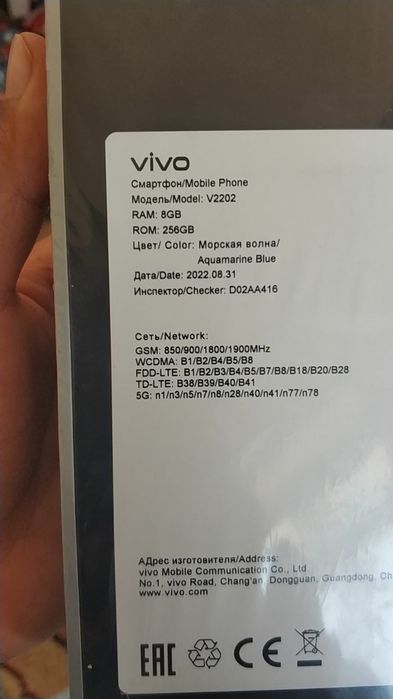 vivo
Смартфон/Mobile Phone
Модель/Model: V2202
RAM: 8GB
ROM: 256GB
Цвет/ Color: Морская волна/
Aquamarine Blue
Дата/Date: 2022.08.31
Инспектор/Checker: D02AA416
Сеть/Network:
GSM: 850/900/1800/1900MHz
WCDMA: B1/B2/B4/B5/B8
FDD-LTE: B1/B2/B3/B4/B5/B7/B8/B18/B20/B28
TD-LTE: B38/B39/B40/B41
5G: n1/n3/n5/n7/n8/n28/n40/n41/n77/n78
АДрес изготовителя/Address:
vivo Mobile Communication Co., Ltd
No.1, vivo Road, Chang'an, Dongguan, Guangdong, Ch
www.vivo.com
EAC CE